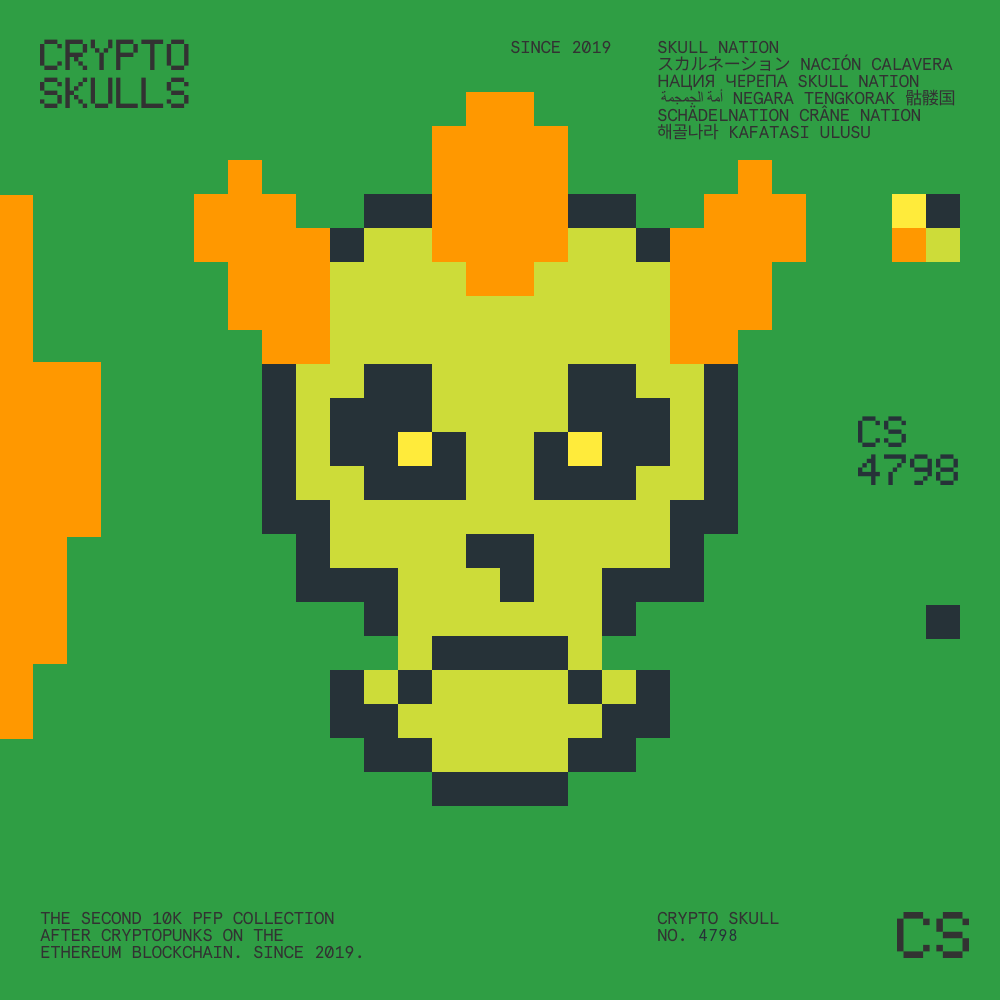 CRYPTO
SKULLS
SINCE 2019
SKULL NATION
スカルネーション NACIÓN CALAVERA
НАЦИЯ ЧЕРЕПА SKULL NATION
أمة الجمجمة NEGARA TENGKORAK 骷髅国
SCHÄDELNATION CRÂNE NATION
해골나라 KAFATASI ULUSU
CS
4798
THE SECOND 10K PFP COLLECTION
AFTER CRYPTOPUNKS ON THE
ETHEREUM BLOCKCHAIN. SINCE 2019.
CRYPTO SKULL
NO. 4798
CS